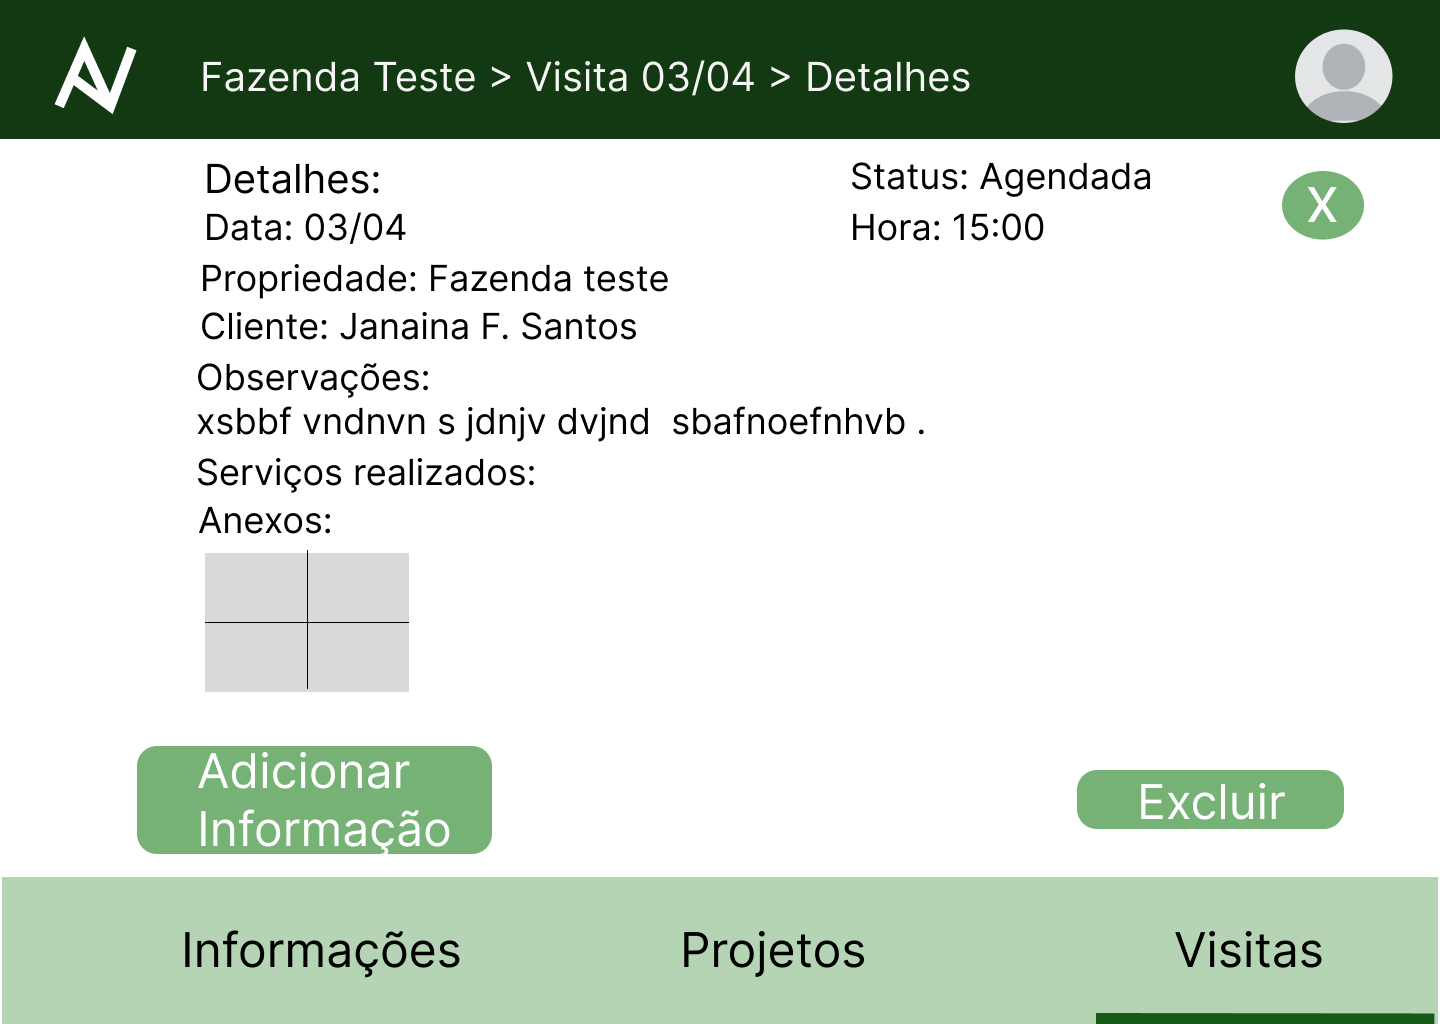 Fazenda Teste > Visita 03/04 > Detalhes
Detalhes:
Status: Agendada
X
Data: 03/04
Hora: 15:00
Propriedade: Fazenda teste
Cliente: Janaina F. Santos
Observações:
xsbbf vndnvn s jdnjv dvjnd  sbafnoefnhvb .
Serviços realizados:
Anexos:
Adicionar
Informação
Excluir
Informações
Projetos
Visitas